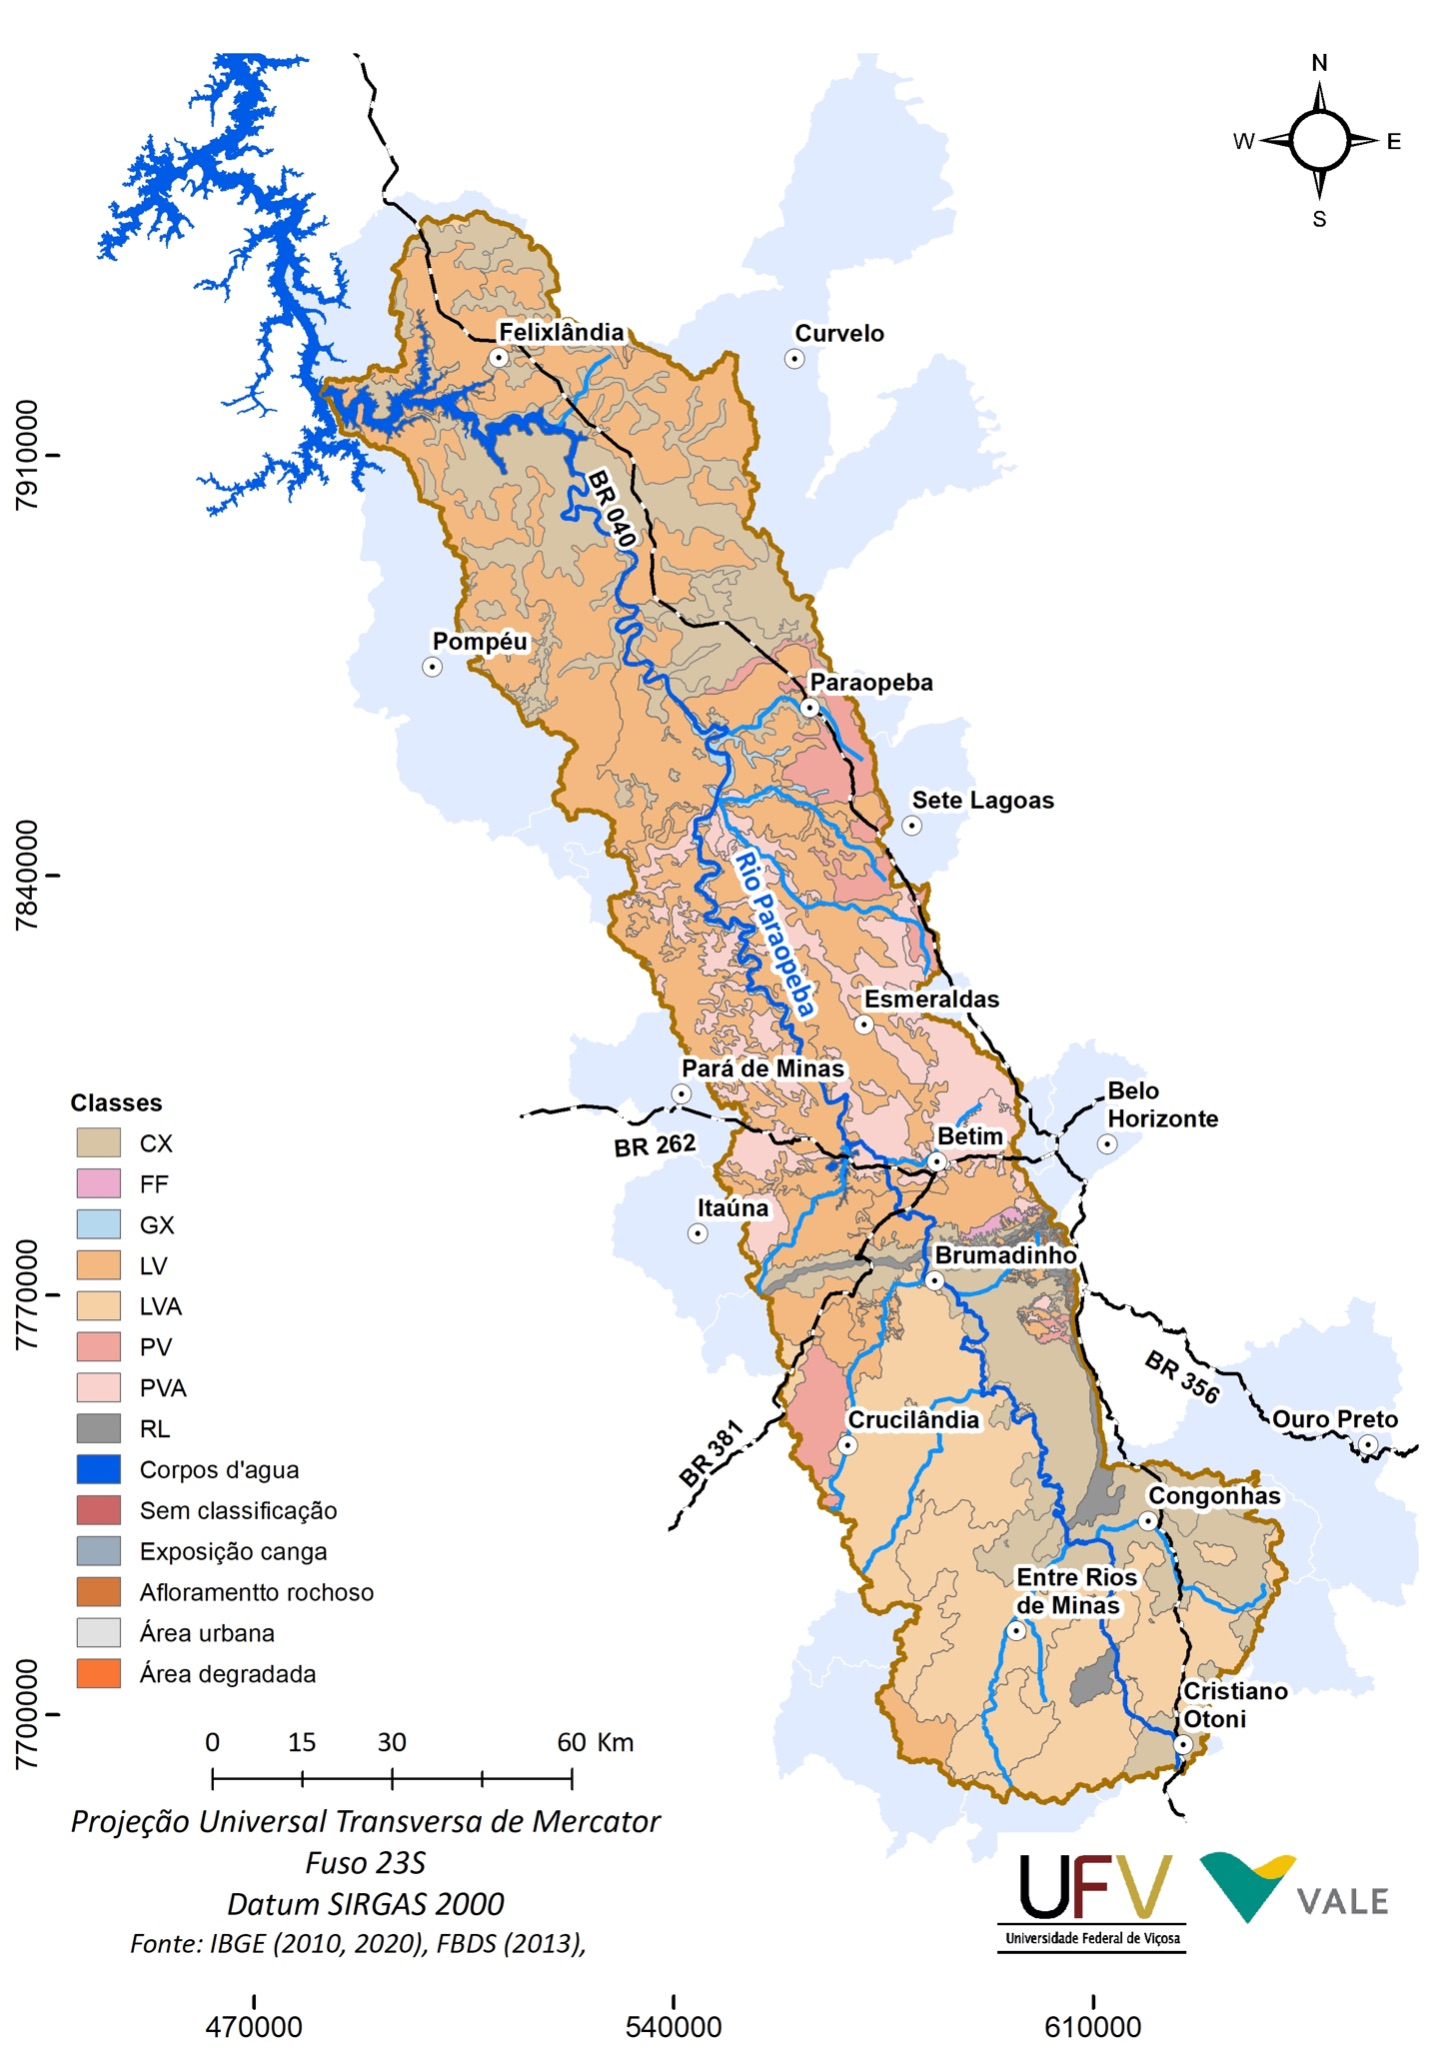 N
W E
S
Felixlândia
Curvelo
7910000
BR 040
Pompéu
Paraopeba
Sete Lagoas
7840000
Rio Paraopeba
Esmeraldas
Pará de Minas
Belo
Horizonte
BR 262
Betim
Itaúna
Brumadinho
7770000
BR 356
Ouro Preto
Crucilândia
BR 381
Congonhas
Entre Rios
de Minas
Cristiano
Otoni
7700000
Classes
CX
FF
GX
LV
LVA
PV
PVA
RL
Corpos d'agua
Sem classificação
Exposição canga
Afloramentto rochoso
Área urbana
Área degradada
0 15 30 60 Km
Projeção Universal Transversa de Mercator
Fuso 23S
Datum SIRGAS 2000
Fonte: IBGE (2010, 2020), FBDS (2013),
UFV
Universidade Federal de Viçosa
VALE
470000 540000 610000